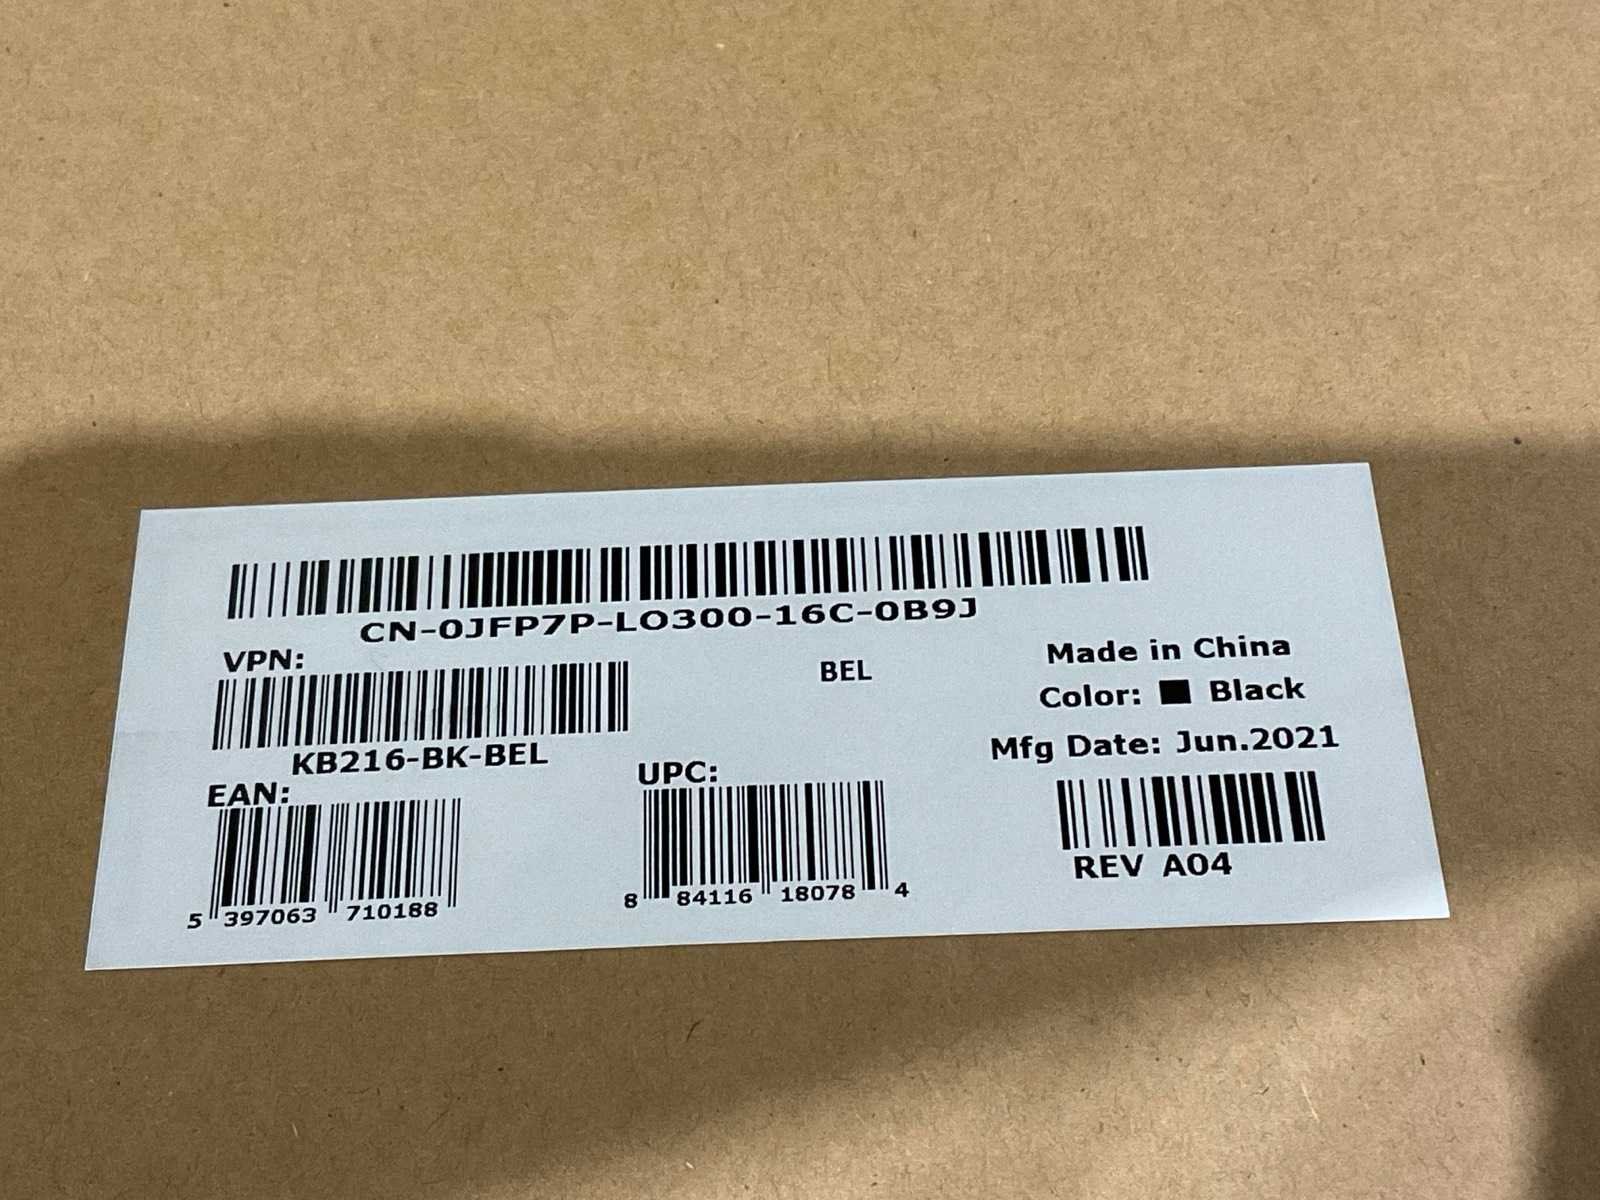 CN-0JFP7P-LO300-16C-0B9J
VPN:
KB216-BK-BEL
BEL
Made in China
Color: Black
Mfg Date: Jun.2021
EAN:
5 397063 710188
UPC:
8 84116 18078 4
REV A04